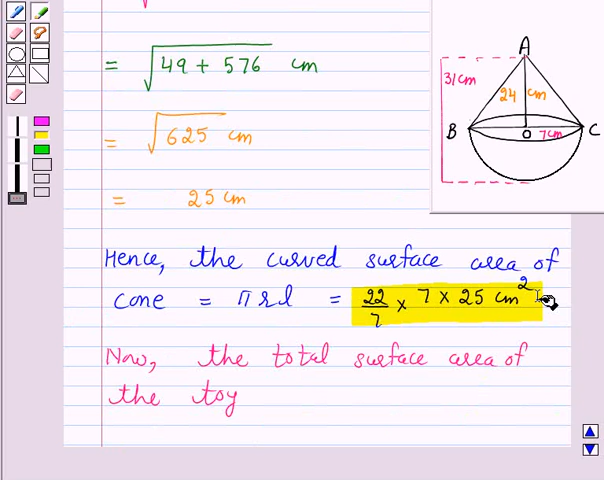 = √49 + 576 cm
= √625 cm
= 25 cm
Hence, the curved surface area of
cone = πrl = 22/7 × 7 × 25 cm²
Now, the total surface area of
the toy
A
31cm
24 cm
B
O
7cm
C